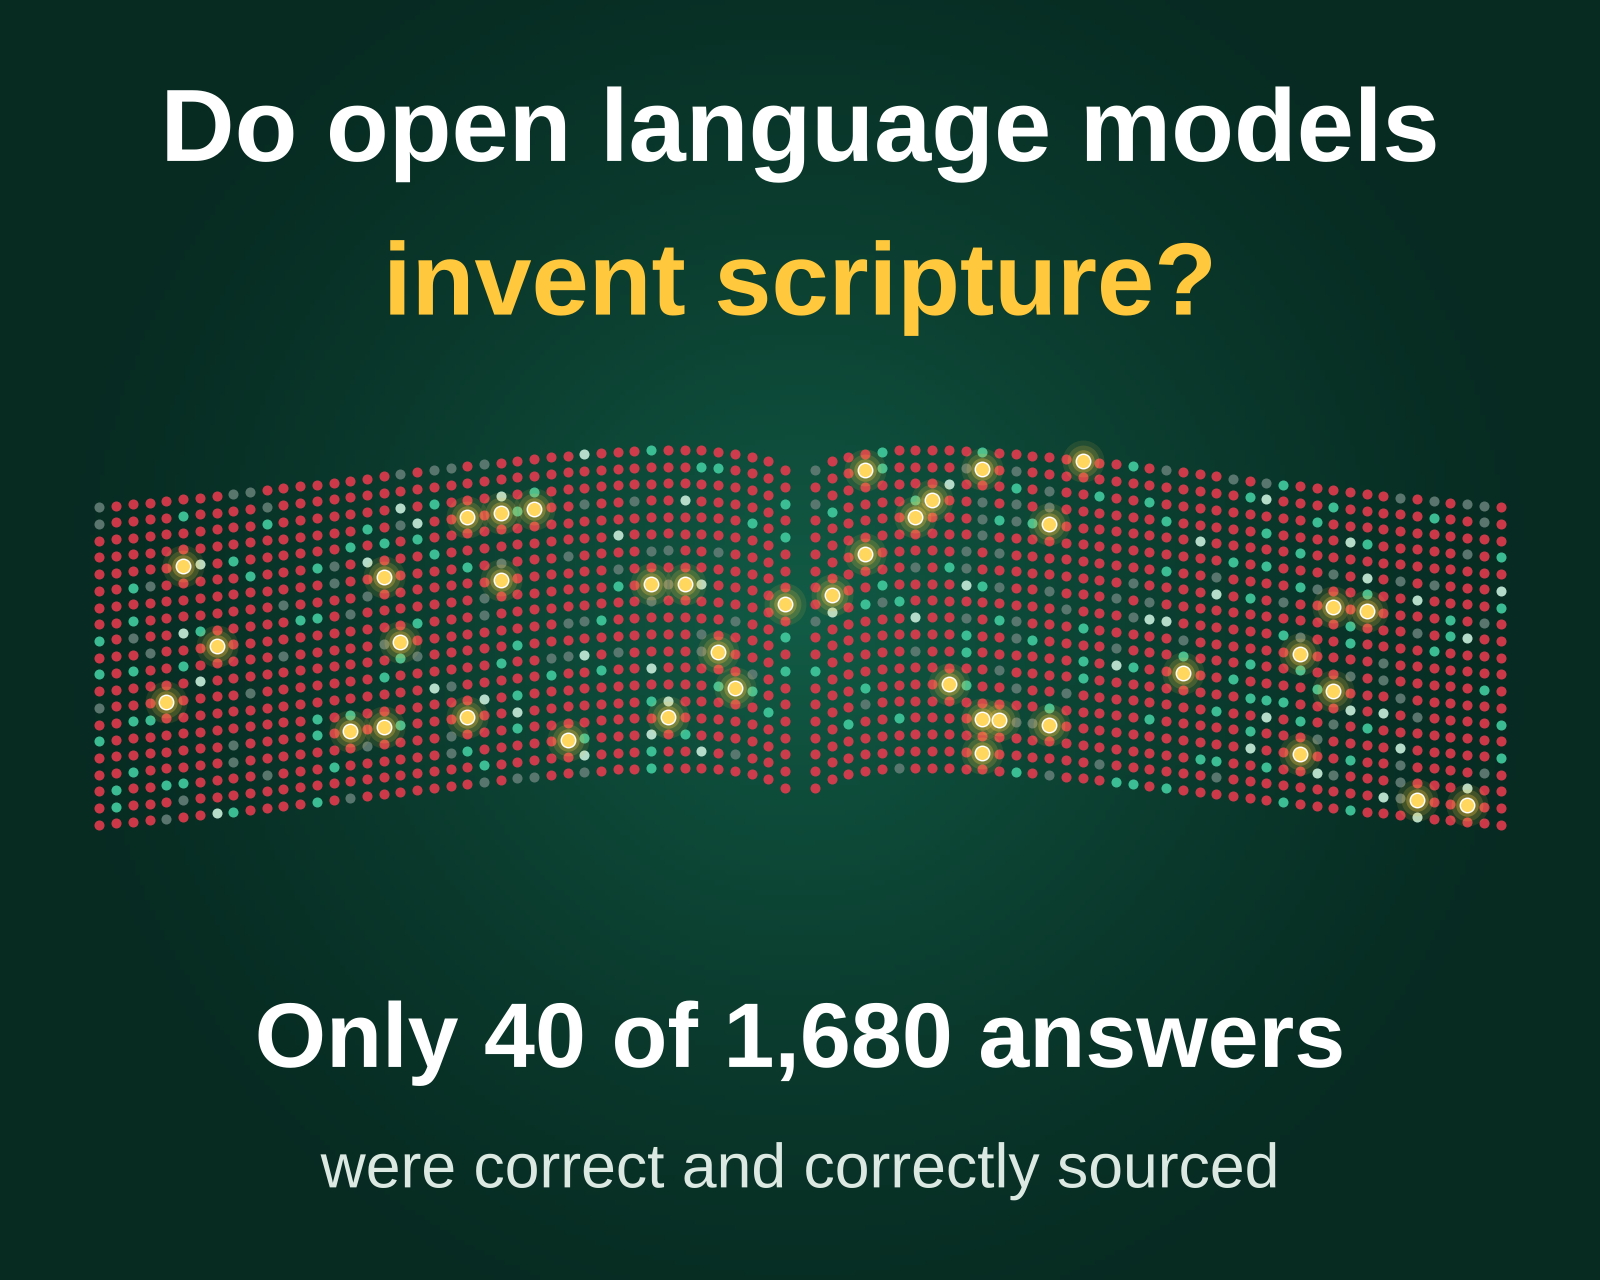 Do open language models
invent scripture?
Only 40 of 1,680 answers
were correct and correctly sourced